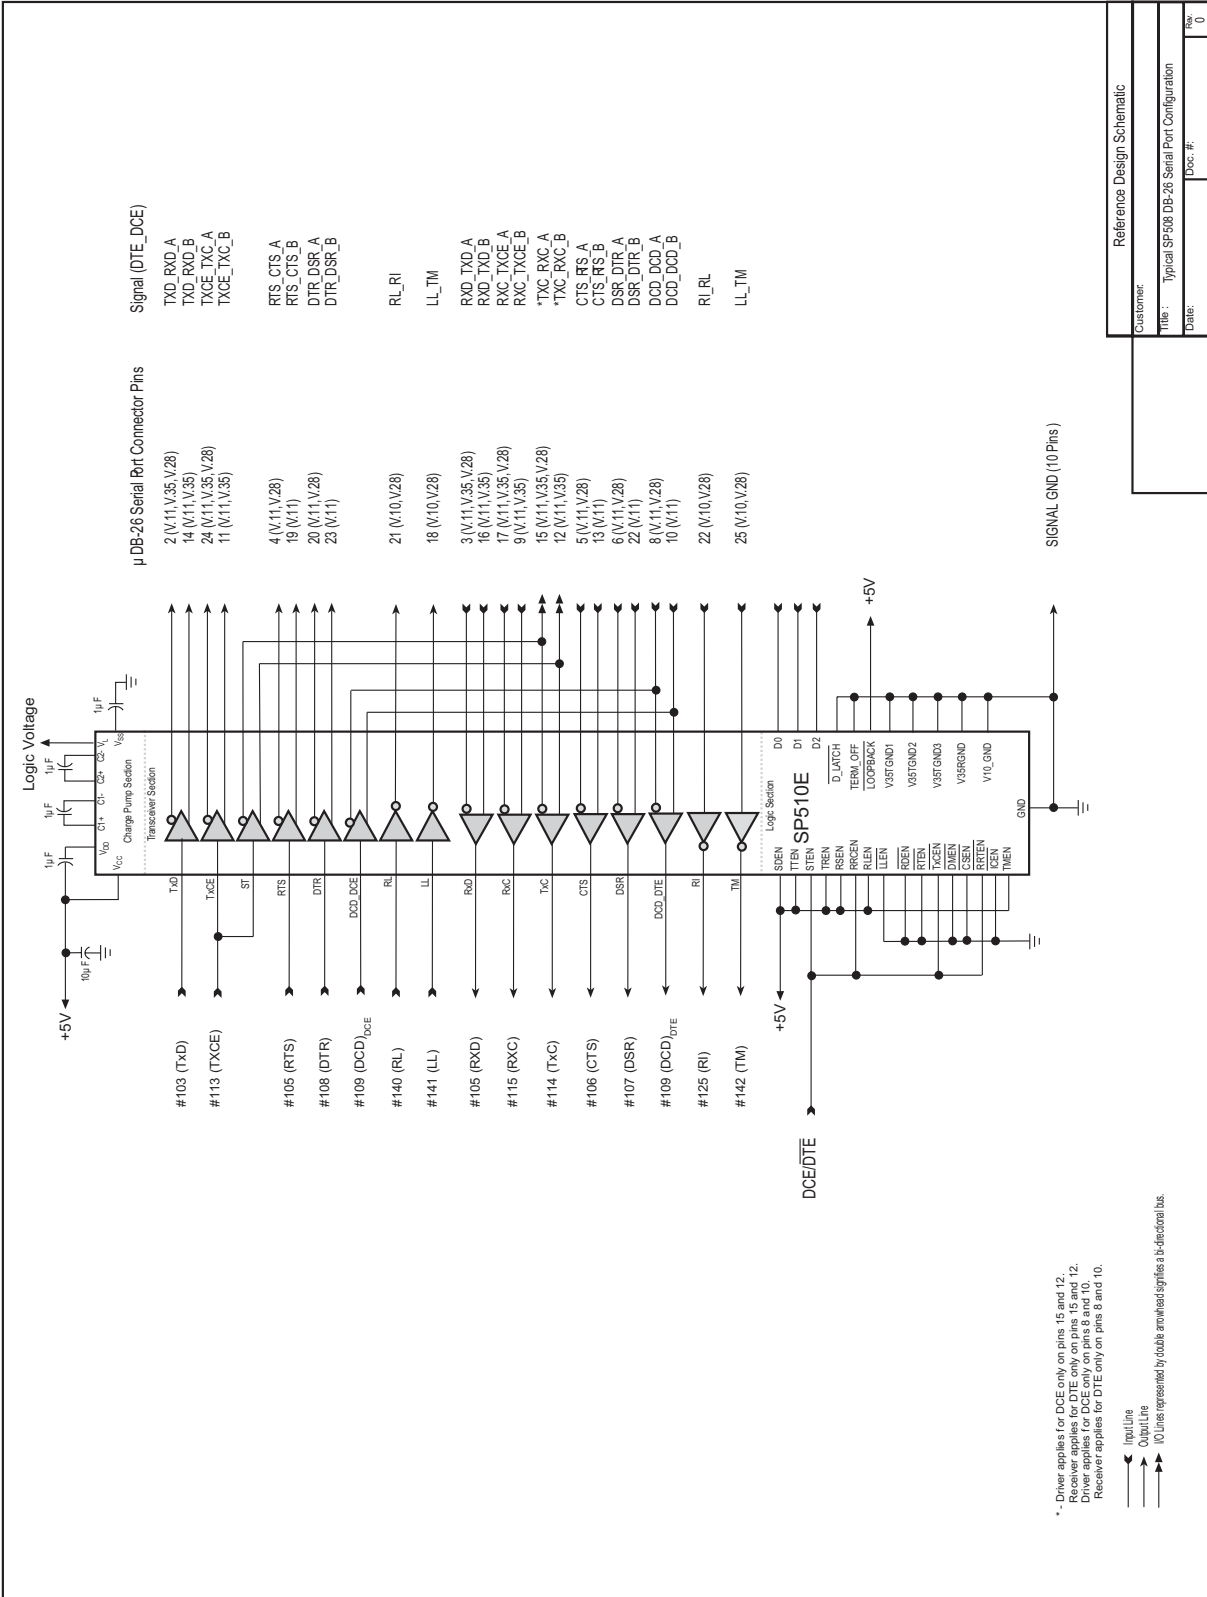 Logic Voltage
+5V
10µ F
1µ F
1µ F
1µ F
1µ F
VCC
VDD
C1+
C1-
C2+
C2-
VL
VSS
Charge Pump Section
Transceiver Section
µ DB-26 Serial Port Connector Pins
Signal (DTE_DCE)
#103 (TxD)
TxD
2 (V.11, V.35, V.28)
TXD_RXD_A
14 (V.11, V.35)
TXD_RXD_B
#113 (TXCE)
TxCE
24 (V.11, V.35, V.28)
TXCE_TXC_A
11 (V.11, V.35)
TXCE_TXC_B
ST
#105 (RTS)
RTS
4 (V.11, V.28)
RTS_CTS_A
19 (V.11)
RTS_CTS_B
#108 (DTR)
DTR
20 (V.11, V.28)
DTR_DSR_A
23 (V.11)
DTR_DSR_B
#109 (DCD)DCE
DCD_DCE
#140 (RL)
RL
21 (V.10, V.28)
RL_RI
#141 (LL)
LL
18 (V.10, V.28)
LL_TM
#105 (RXD)
RxD
3 (V.11, V.35, V.28)
RXD_TXD_A
16 (V.11, V.35)
RXD_TXD_B
#115 (RXC)
RxC
17 (V.11, V.35, V.28)
RXC_TXCE_A
9 (V.11, V.35)
RXC_TXCE_B
#114 (TxC)
TxC
15 (V.11, V.35, V.28)
*TXC_RXC_A
12 (V.11, V.35)
*TXC_RXC_B
#106 (CTS)
CTS
5 (V.11, V.28)
CTS_RTS_A
13 (V.11)
CTS_RTS_B
#107 (DSR)
DSR
6 (V.11, V.28)
DSR_DTR_A
22 (V.11)
DSR_DTR_B
#109 (DCD)DTE
DCD_DTE
8 (V.11, V.28)
DCD_DCD_A
10 (V.11)
DCD_DCD_B
#125 (RI)
RI
22 (V.10, V.28)
RI_RL
#142 (TM)
TM
25 (V.10, V.28)
LL_TM
Logic Section
SP510E
+5V
DCE/DTE
SDEN
TTEN
STEN
TREN
RSEN
RRCEN
RLEN
LLEN
RDEN
RTEN
TxCEN
DMEN
CSEN
RRTEN
ICEN
TMEN
D0
D1
D2
D_LATCH
TERM_OFF
LOOPBACK
V35TGND1
V35TGND2
V35TGND3
V35RGND
V10_GND
GND
+5V
SIGNAL GND (10 Pins)
* - Driver applies for DCE only on pins 15 and 12.
Receiver applies for DTE only on pins 15 and 12.
Driver applies for DCE only on pins 8 and 10.
Receiver applies for DTE only on pins 8 and 10.
Input Line
Output Line
I/O Lines represented by double arrowhead signifies a bi-directional bus.
Reference Design Schematic
Customer:
Title : Typical SP508 DB-26 Serial Port Configuration
Date:
Doc. #:
Rev.
0